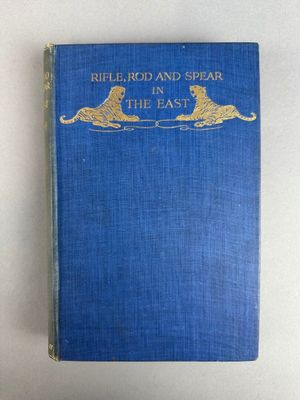 RIFLE, ROD AND SPEAR
IN
THE EAST